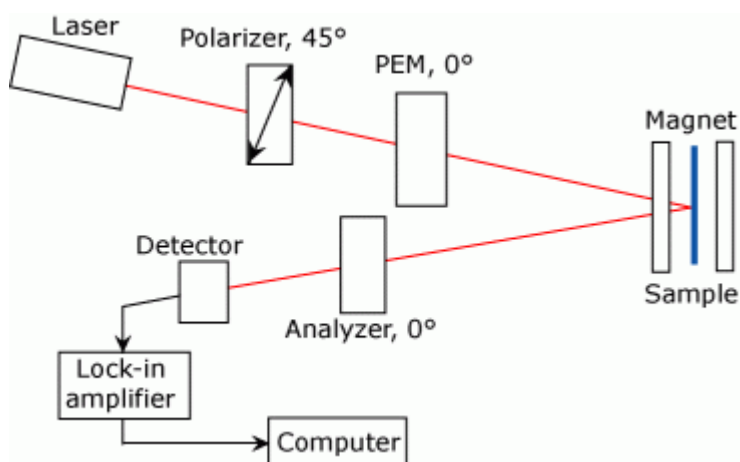 Laser
Polarizer, 45°
PEM, 0°
Magnet
Detector
Sample
Analyzer, 0°
Lock-in
amplifier
Computer